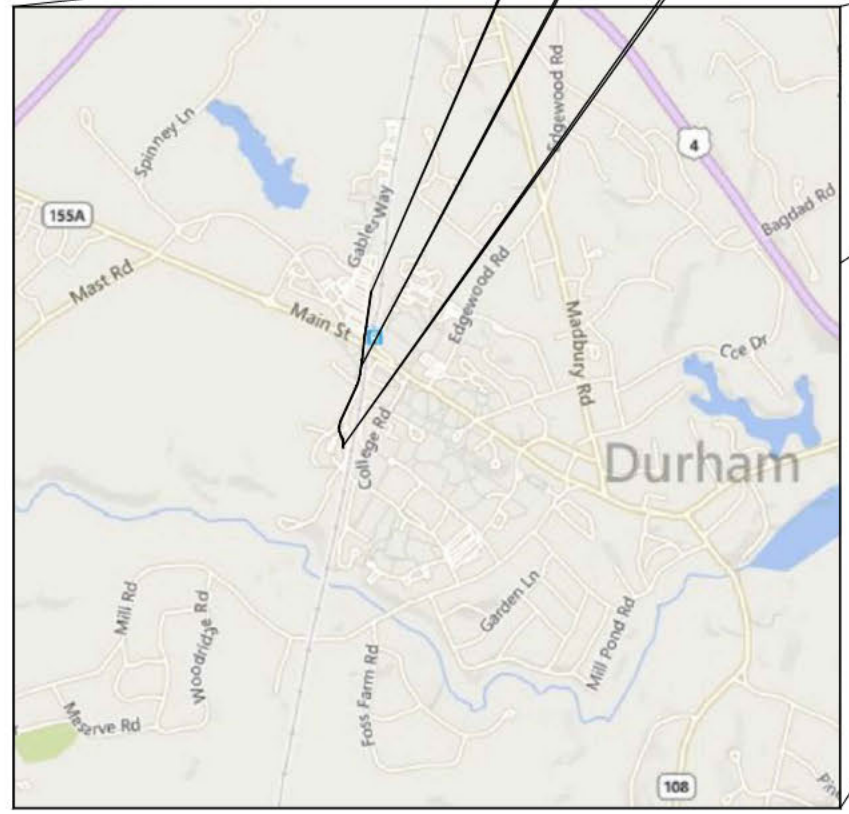 Edgewood Rd
Spinney Ln
4
155A
Gables Way
Bagdad Rd
Mast Rd
Edgewood Rd
Main St
Madbury Rd
Cce Dr
College Rd
Durham
Mill Rd
Woodridge Rd
Garden Ln
Mill Pond Rd
Foss Farm Rd
Meserve Rd
108